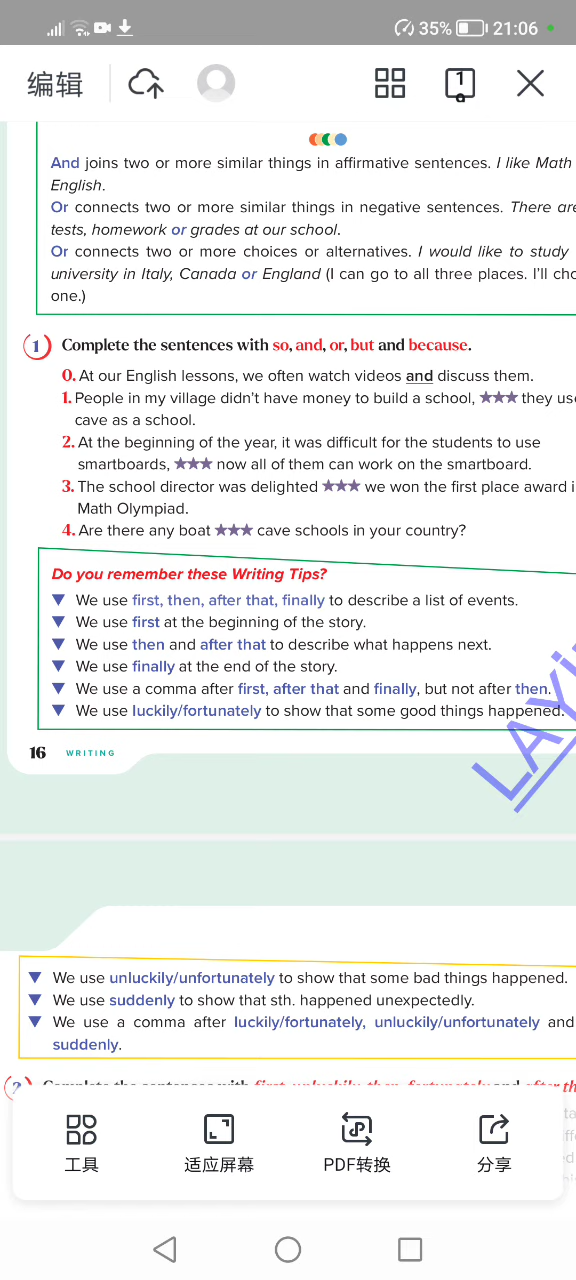 35% 21:06
编辑
1
And joins two or more similar things in affirmative sentences. I like Math
English.
Or connects two or more similar things in negative sentences. There are
tests, homework or grades at our school.
Or connects two or more choices or alternatives. I would like to study
university in Italy, Canada or England (I can go to all three places. I'll
one.)
1 Complete the sentences with so, and, or, but and because.
0. At our English lessons, we often watch videos and discuss them.
1. People in my village didn't have money to build a school, ★★★ they
cave as a school.
2. At the beginning of the year, it was difficult for the students to use
smartboards, ★★★ now all of them can work on the smartboard.
3. The school director was delighted ★★★ we won the first place award
Math Olympiad.
4. Are there any boat ★★★ cave schools in your country?
Do you remember these Writing Tips?
▼ We use first, then, after that, finally to describe a list of events.
▼ We use first at the beginning of the story.
▼ We use then and after that to describe what happens next.
▼ We use finally at the end of the story.
▼ We use a comma after first, after that and finally, but not after then.
▼ We use luckily/fortunately to show that some good things happened.
16 WRITING
▼ We use unluckily/unfortunately to show that some bad things happened.
▼ We use suddenly to show that sth. happened unexpectedly.
▼ We use a comma after luckily/fortunately, unluckily/unfortunately and
suddenly.
工具
适应屏幕
PDF转换
分享